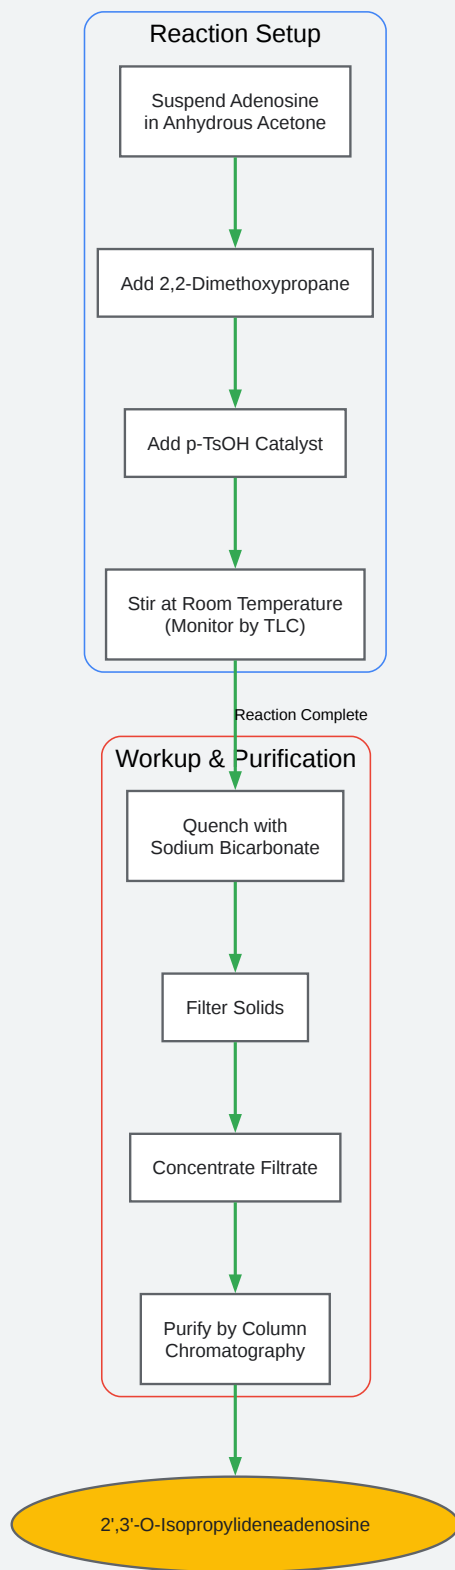 Reaction Setup
Suspend Adenosine
in Anhydrous Acetone
Add 2,2-Dimethoxypropane
Add p-TsOH Catalyst
Stir at Room Temperature
(Monitor by TLC)
Reaction Complete
Workup & Purification
Quench with
Sodium Bicarbonate
Filter Solids
Concentrate Filtrate
Purify by Column
Chromatography
2',3'-O-Isopropylideneadenosine